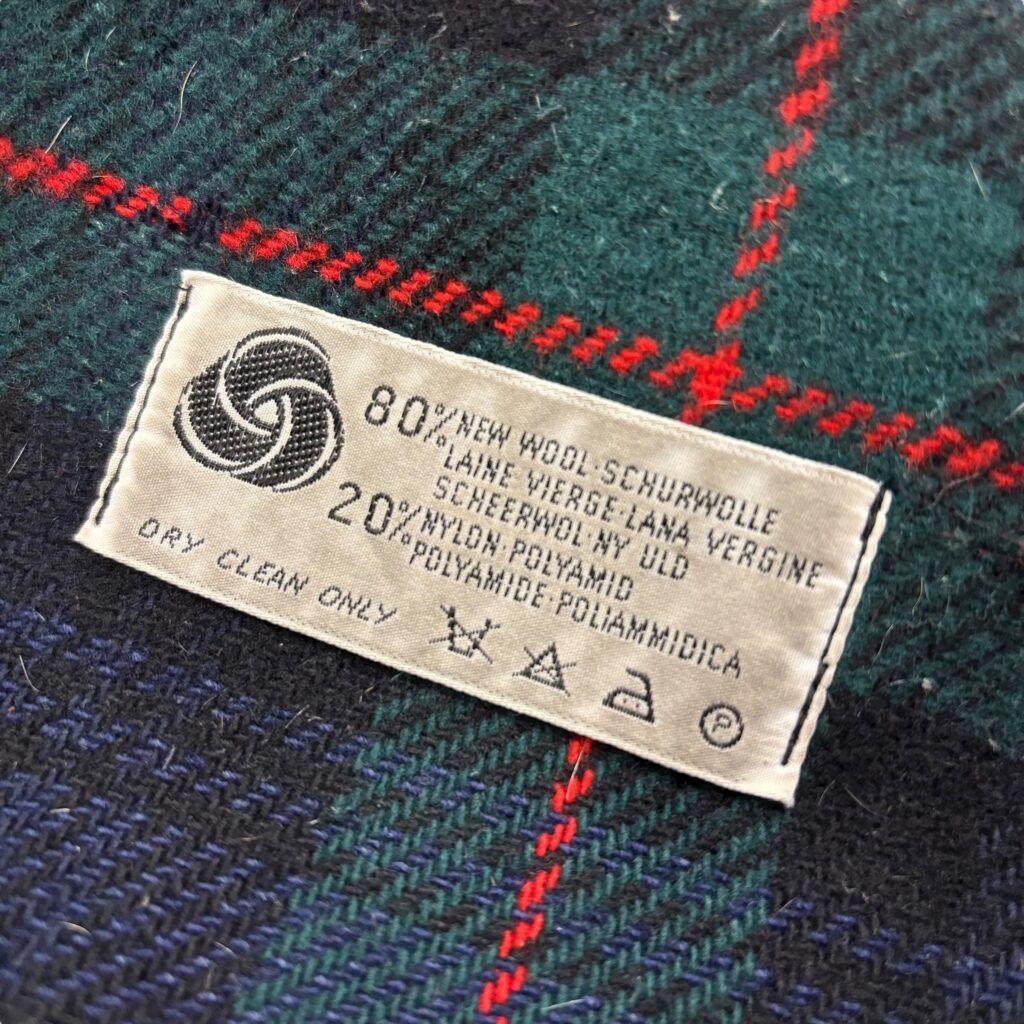 80% NEW WOOL·SCHURWOLLE
LAINE VIERGE·LANA VERGINE
SCHEERWOL·NY ULD
20% NYLON·POLYAMID
POLYAMIDE·POLIAMMIDICA
DRY CLEAN ONLY
P